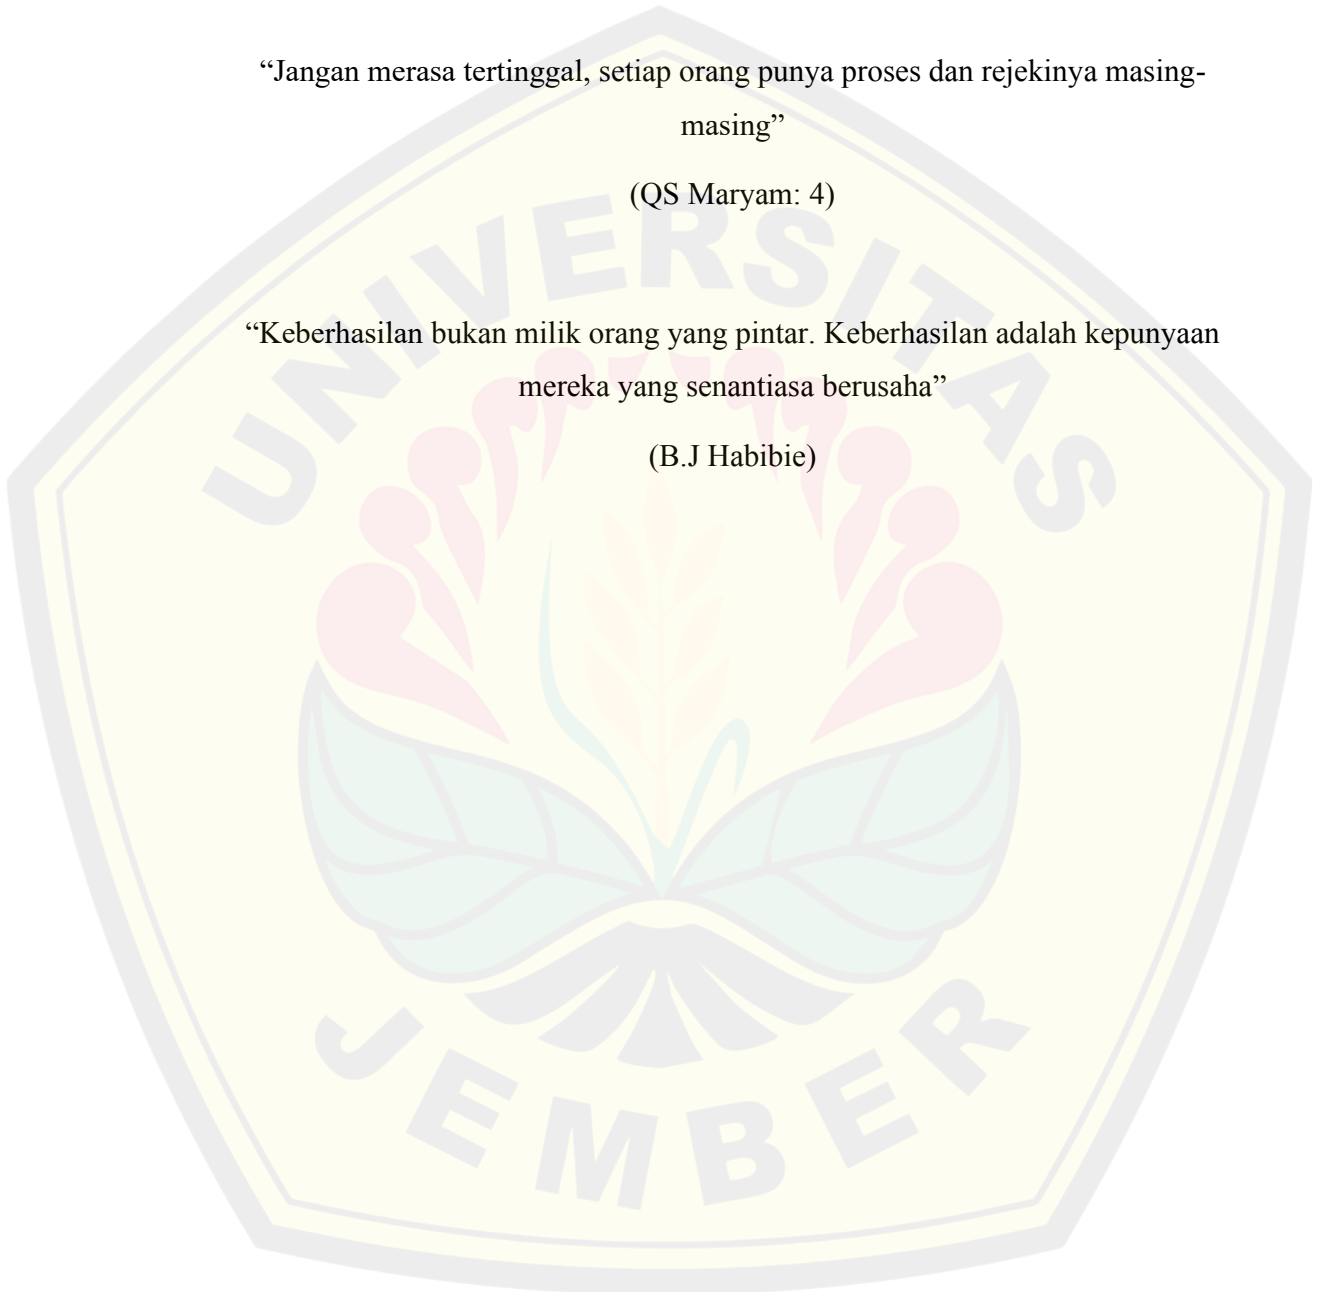 “Jangan merasa tertinggal, setiap orang punya proses dan rejekinya masing-
masing”
(QS Maryam: 4)
“Keberhasilan bukan milik orang yang pintar. Keberhasilan adalah kepunyaan
mereka yang senantiasa berusaha”
(B.J Habibie)
UNIVERSITAS
JEMBER